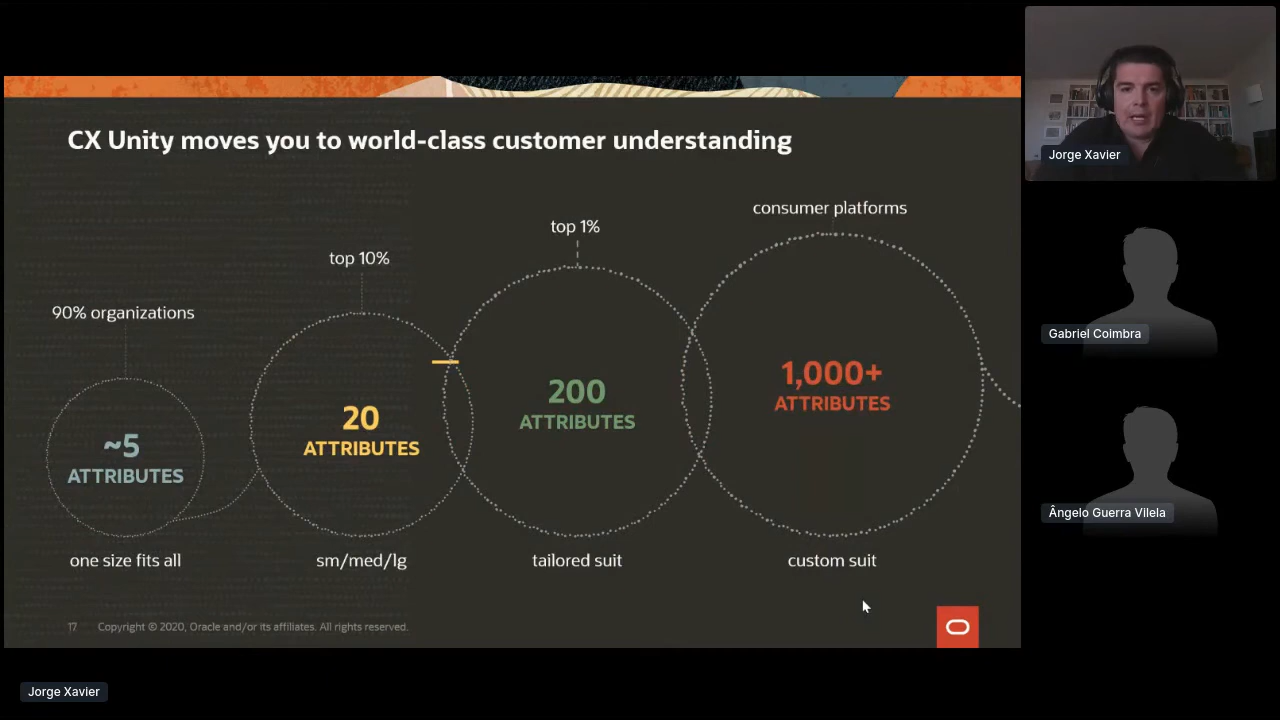 CX Unity moves you to world-class customer understanding
90% organizations
~5
ATTRIBUTES
one size fits all
top 10%
20
ATTRIBUTES
sm/med/lg
top 1%
200
ATTRIBUTES
tailored suit
consumer platforms
1,000+
ATTRIBUTES
custom suit
17 Copyright © 2020, Oracle and/or its affiliates. All rights reserved.
Jorge Xavier
Gabriel Coimbra
Ângelo Guerra Vilela
Jorge Xavier